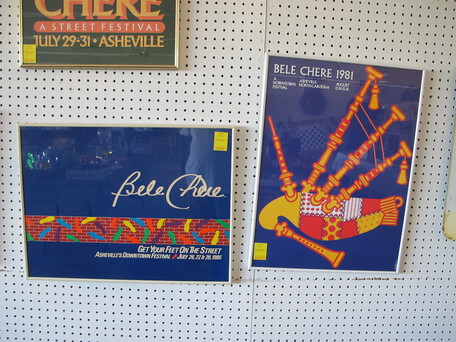 CHERE
A STREET FESTIVAL
JULY 29-31 • ASHEVILLE
BELE CHERE 1981
A DOWNTOWN FESTIVAL
ASHEVILLE, NORTH CAROLINA
AUGUST
Bele Chere
GET YOUR FEET ON THE STREET
ASHEVILLE'S DOWNTOWN FESTIVAL JULY 26, 27, & 28, 1985